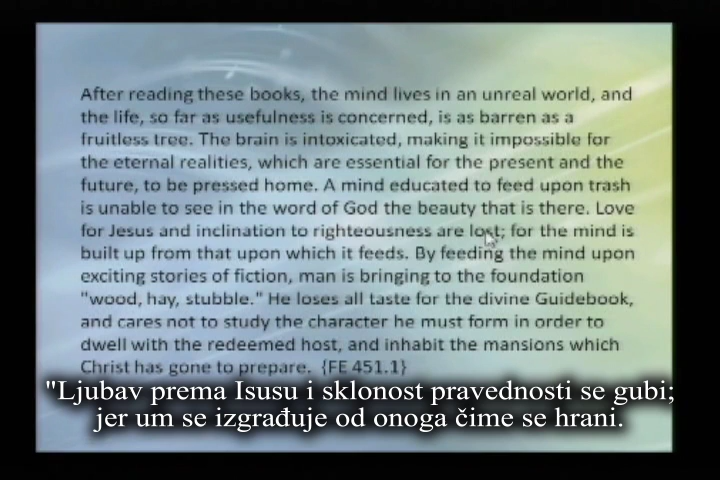 After reading these books, the mind lives in an unreal world, and
the life, so far as usefulness is concerned, is as barren as a
fruitless tree. The brain is intoxicated, making it impossible for
the eternal realities, which are essential for the present and the
future, to be pressed home. A mind educated to feed upon trash
is unable to see in the word of God the beauty that is there. Love
for Jesus and inclination to righteousness are lost; for the mind is
built up from that upon which it feeds. By feeding the mind upon
exciting stories of fiction, man is bringing to the foundation
"wood, hay, stubble." He loses all taste for the divine Guidebook,
and cares not to study the character he must form in order to
dwell with the redeemed host, and inhabit the mansions which
Christ has gone to prepare. {FE 451.1}
"Ljubav prema Isusu i sklonost pravednosti se gubi;
jer um se izgrađuje od onoga čime se hrani.